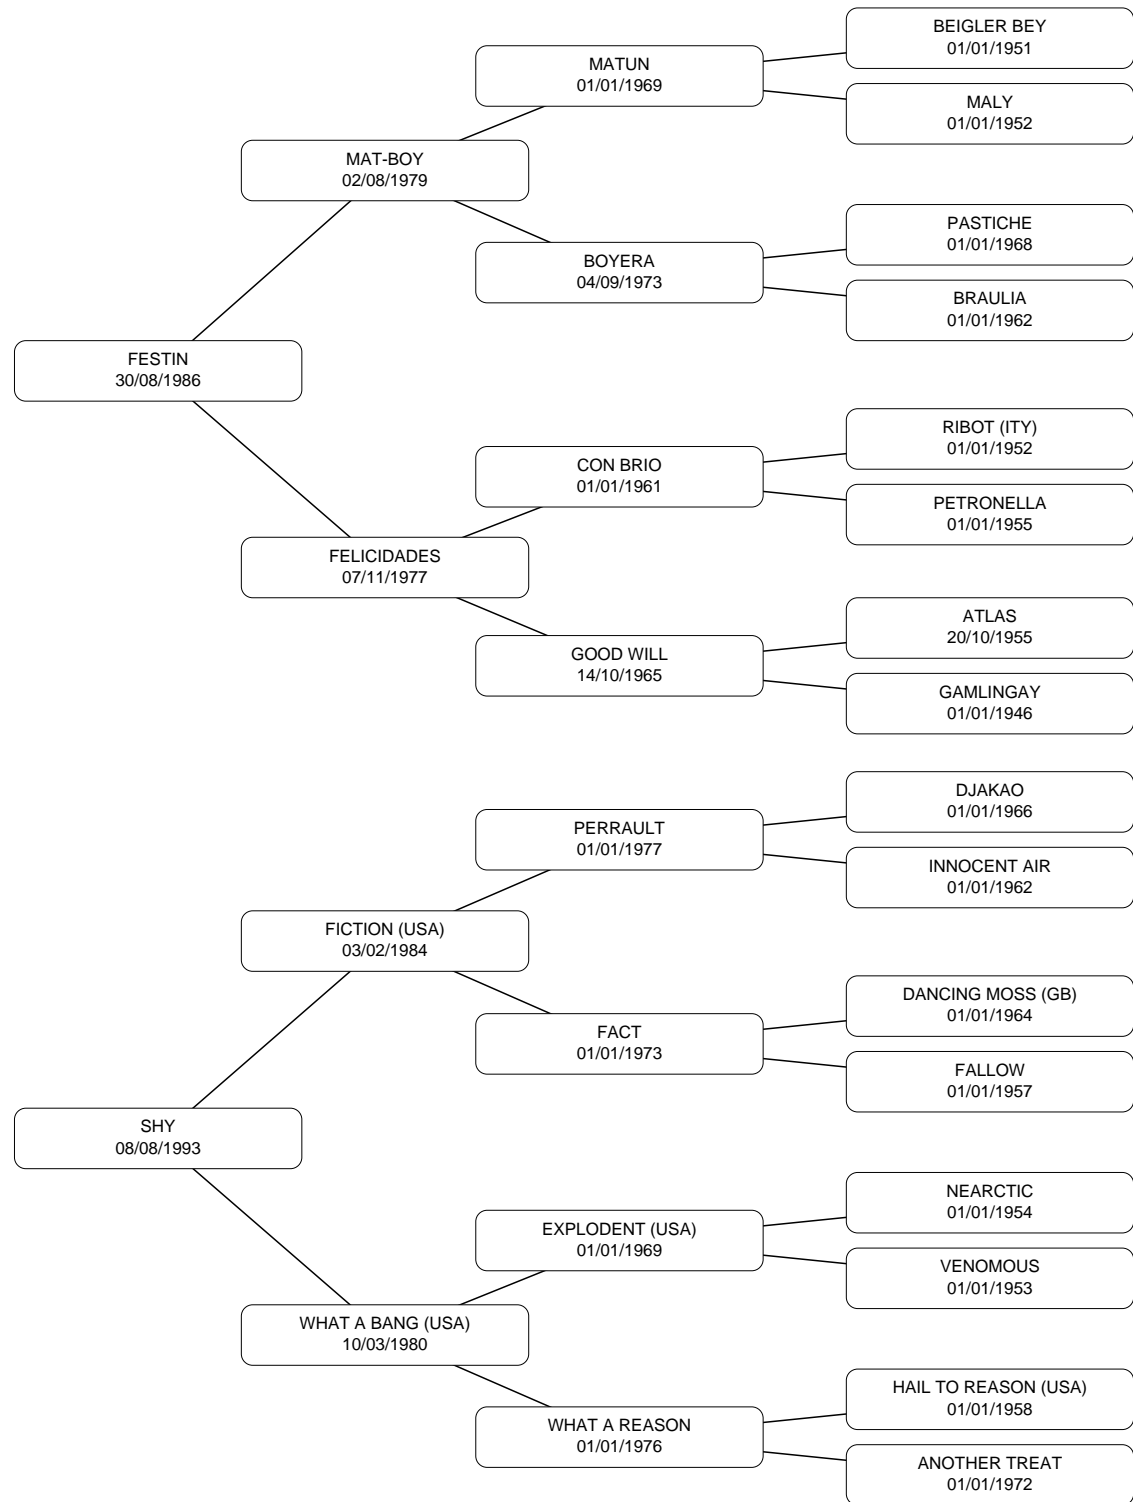 BEIGLER BEY
01/01/1951
MATUN
01/01/1969
MALY
01/01/1952
MAT-BOY
02/08/1979
PASTICHE
01/01/1968
BOYERA
04/09/1973
BRAULIA
01/01/1962
FESTIN
30/08/1986
RIBOT (ITY)
01/01/1952
CON BRIO
01/01/1961
PETRONELLA
01/01/1955
FELICIDADES
07/11/1977
ATLAS
20/10/1955
GOOD WILL
14/10/1965
GAMLINGAY
01/01/1946
DJAKAO
01/01/1966
PERRAULT
01/01/1977
INNOCENT AIR
01/01/1962
FICTION (USA)
03/02/1984
DANCING MOSS (GB)
01/01/1964
FACT
01/01/1973
FALLOW
01/01/1957
SHY
08/08/1993
NEARCTIC
01/01/1954
EXPLODENT (USA)
01/01/1969
VENOMOUS
01/01/1953
WHAT A BANG (USA)
10/03/1980
HAIL TO REASON (USA)
01/01/1958
WHAT A REASON
01/01/1976
ANOTHER TREAT
01/01/1972